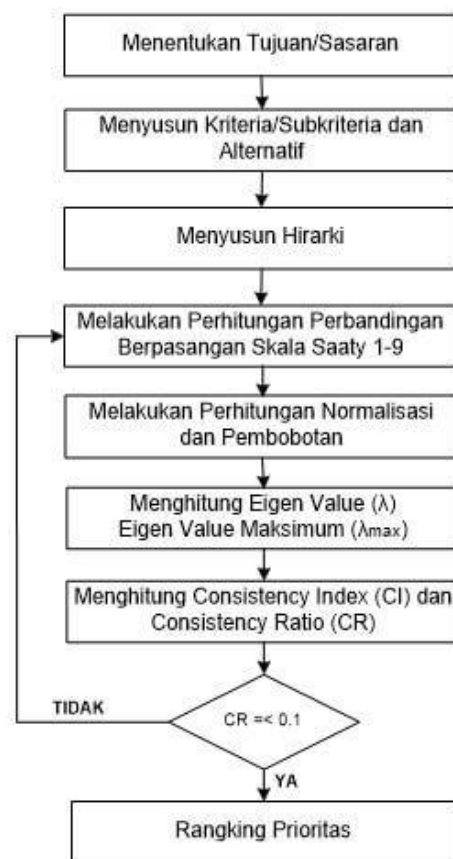 Menentukan Tujuan/Sasaran
Menyusun Kriteria/Subkriteria dan
Alternatif
Menyusun Hirarki
Melakukan Perhitungan Perbandingan
Berpasangan Skala Saaty 1-9
Melakukan Perhitungan Normalisasi
dan Pembobotan
Menghitung Eigen Value (λ)
Eigen Value Maksimum (λmax)
Menghitung Consistency Index (CI) dan
Consistency Ratio (CR)
TIDAK
CR =< 0.1
YA
Rangking Prioritas